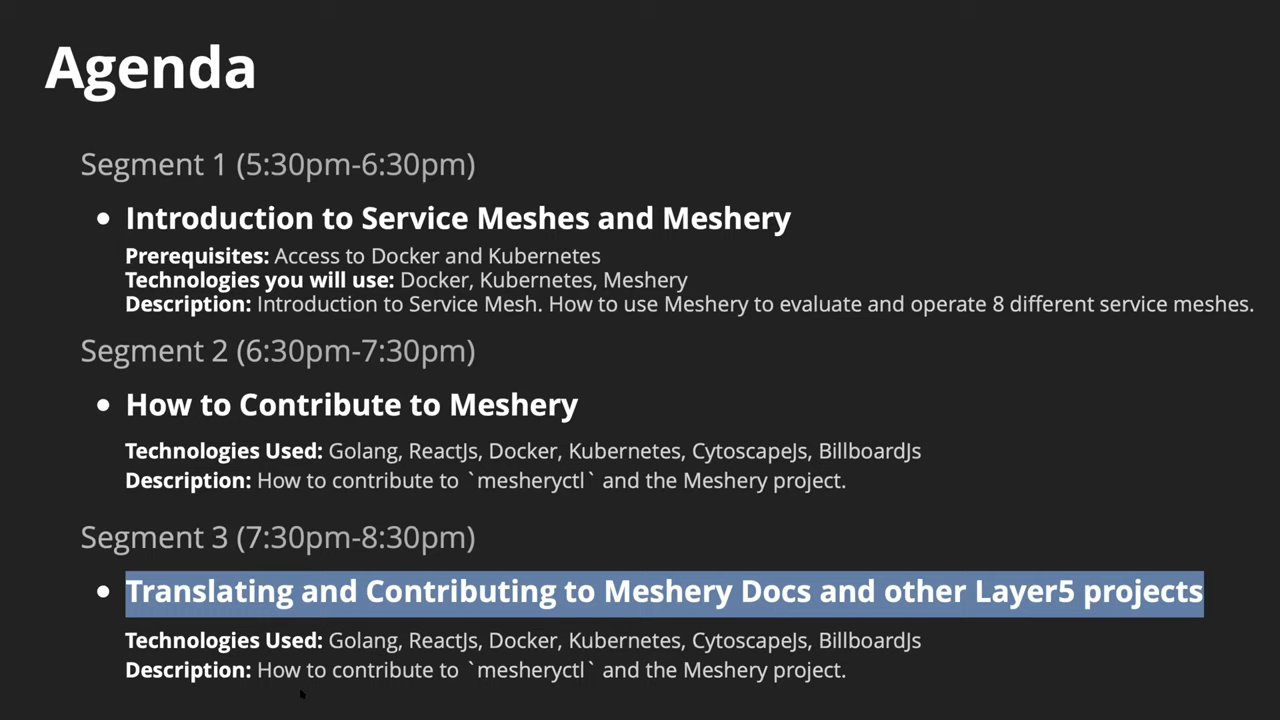 Agenda
Segment 1 (5:30pm-6:30pm)
• Introduction to Service Meshes and Meshery
Prerequisites: Access to Docker and Kubernetes
Technologies you will use: Docker, Kubernetes, Meshery
Description: Introduction to Service Mesh. How to use Meshery to evaluate and operate 8 different service meshes.
Segment 2 (6:30pm-7:30pm)
• How to Contribute to Meshery
Technologies Used: Golang, ReactJs, Docker, Kubernetes, CytoscapeJs, BillboardJs
Description: How to contribute to `mesheryctl` and the Meshery project.
Segment 3 (7:30pm-8:30pm)
• Translating and Contributing to Meshery Docs and other Layer5 projects
Technologies Used: Golang, ReactJs, Docker, Kubernetes, CytoscapeJs, BillboardJs
Description: How to contribute to `mesheryctl` and the Meshery project.